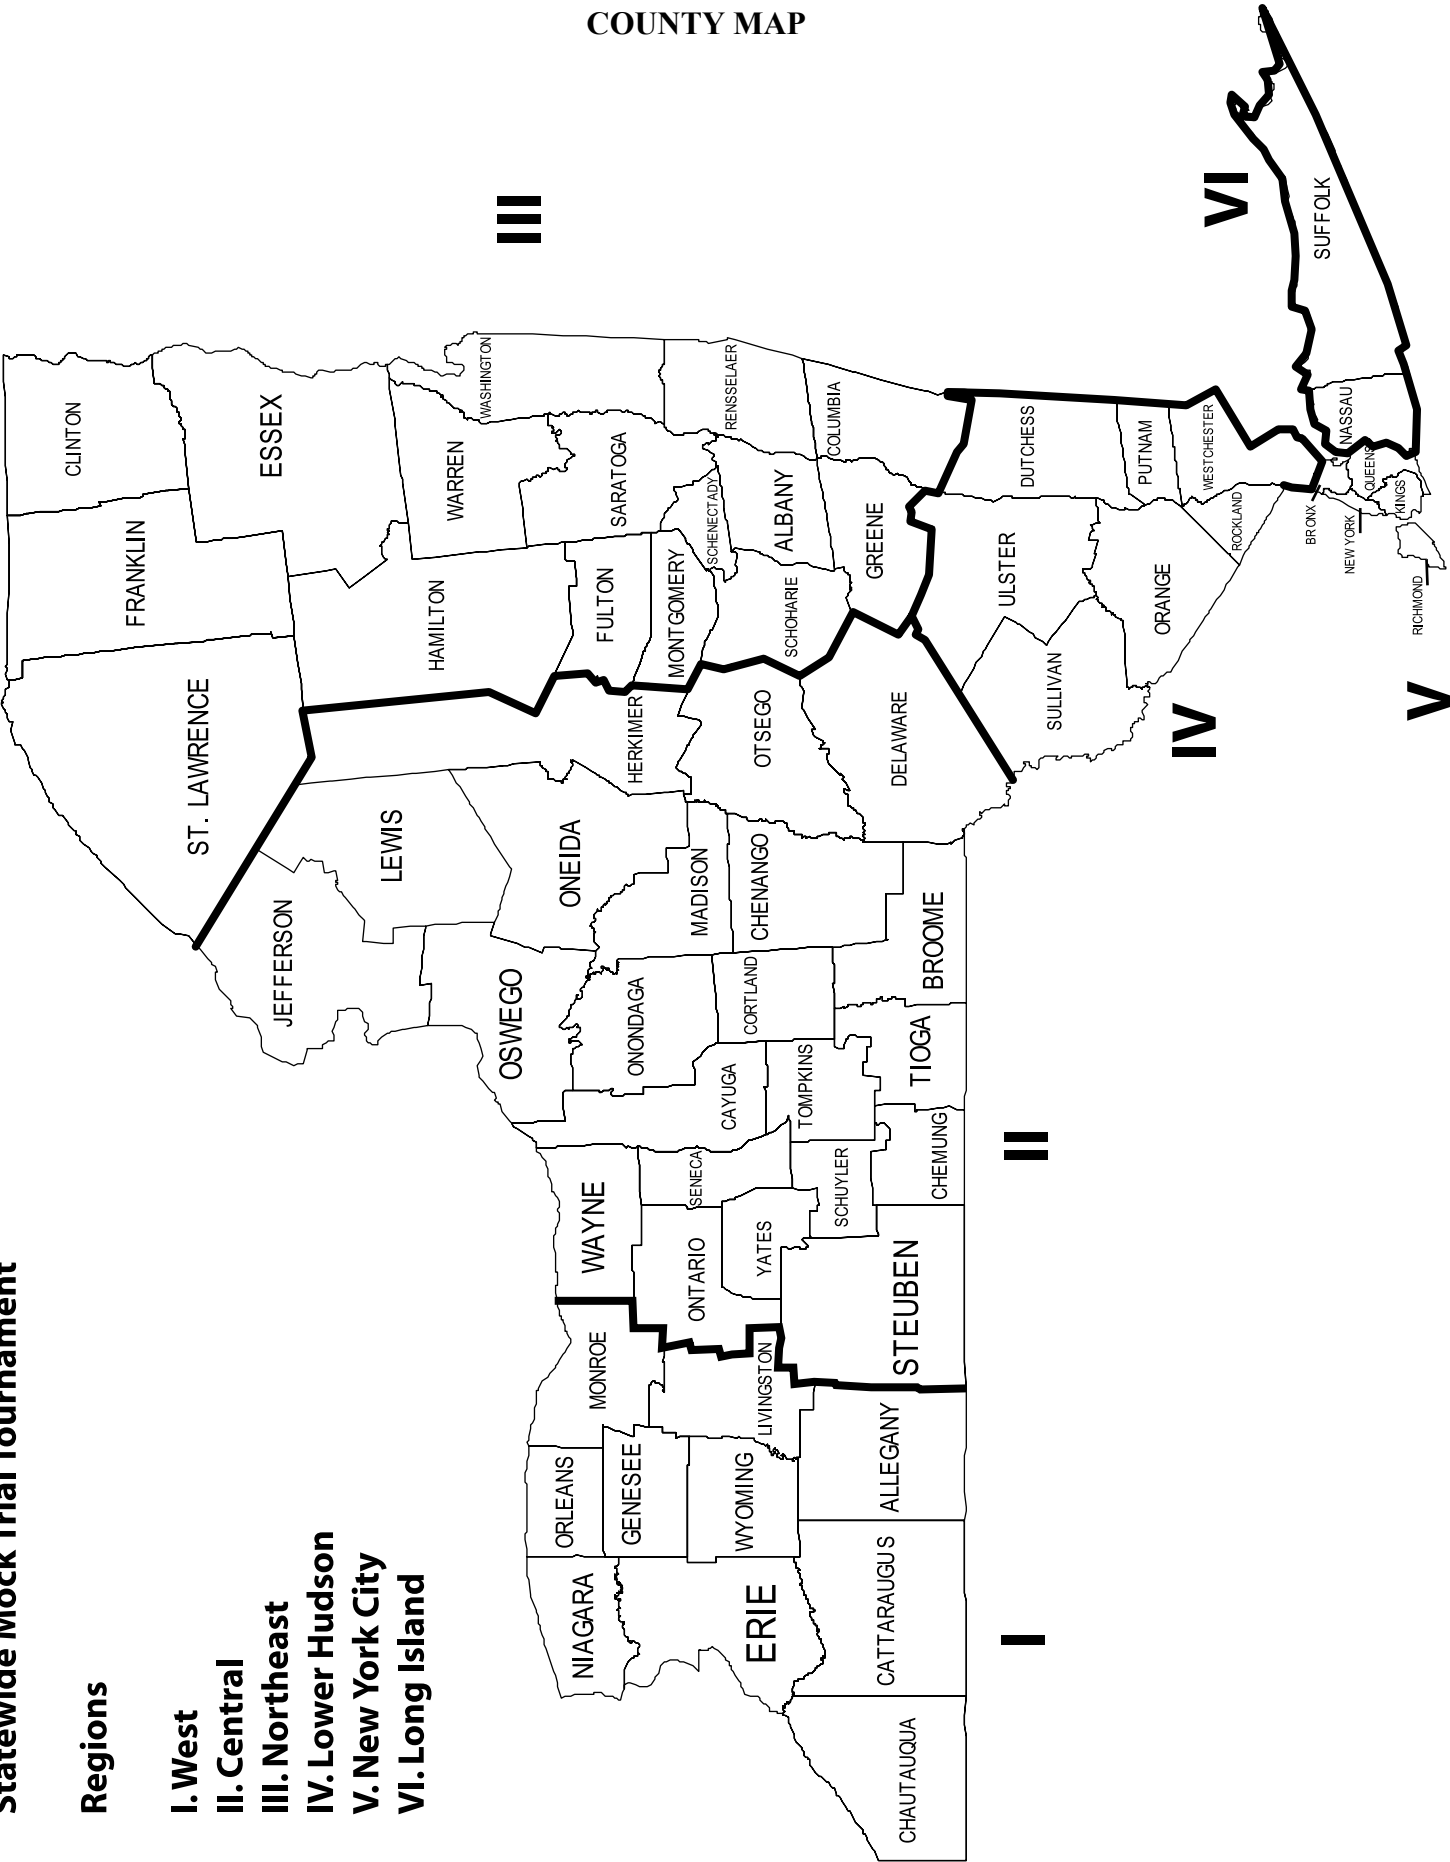 COUNTY MAP
Statewide Mock Trial Tournament
Regions
I. West
II. Central
III. Northeast
IV. Lower Hudson
V. New York City
VI. Long Island
CLINTON
FRANKLIN
ST. LAWRENCE
ESSEX
JEFFERSON
LEWIS
HAMILTON
WARREN
WASHINGTON
III
OSWEGO
ONEIDA
HERKIMER
FULTON
SARATOGA
NIAGARA
ORLEANS
MONROE
WAYNE
GENESEE
ONONDAGA
MADISON
MONTGOMERY
SCHENECTADY
RENSSELAER
ERIE
WYOMING
LIVINGSTON
ONTARIO
YATES
SENECA
CAYUGA
CORTLAND
CHENANGO
OTSEGO
SCHOHARIE
ALBANY
COLUMBIA
TOMPKINS
SCHUYLER
GREENE
CHAUTAUQUA
CATTARAUGUS
ALLEGANY
STEUBEN
CHEMUNG
TIOGA
BROOME
DELAWARE
I
II
ULSTER
DUTCHESS
SULLIVAN
ORANGE
PUTNAM
IV
WESTCHESTER
ROCKLAND
VI
BRONX
NEW YORK
QUEENS
NASSAU
SUFFOLK
KINGS
RICHMOND
V